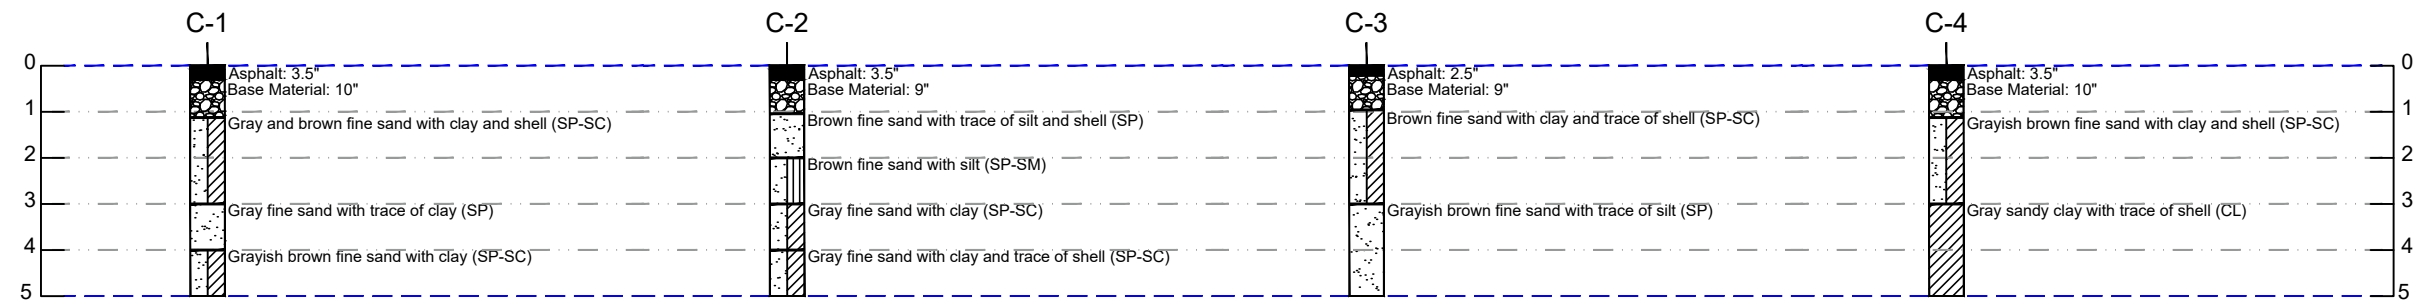 C-1
C-2
C-3
C-4
0
0
Asphalt: 3.5"
Base Material: 10"
Asphalt: 3.5"
Base Material: 9"
Asphalt: 2.5"
Base Material: 9"
Asphalt: 3.5"
Base Material: 10"
1
1
Gray and brown fine sand with clay and shell (SP-SC)
Brown fine sand with trace of silt and shell (SP)
Brown fine sand with clay and trace of shell (SP-SC)
Grayish brown fine sand with clay and shell (SP-SC)
2
2
Brown fine sand with silt (SP-SM)
3
3
Gray fine sand with trace of clay (SP)
Gray fine sand with clay (SP-SC)
Grayish brown fine sand with trace of silt (SP)
Gray sandy clay with trace of shell (CL)
4
4
Grayish brown fine sand with clay (SP-SC)
Gray fine sand with clay and trace of shell (SP-SC)
5
5